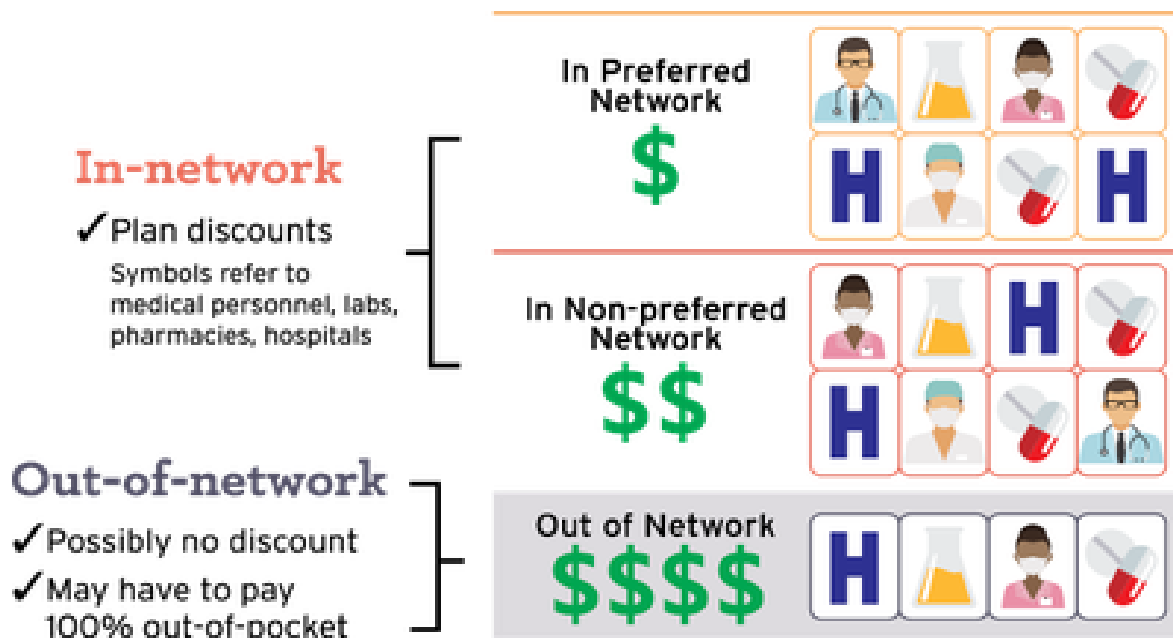 In-network
✓ Plan discounts
Symbols refer to
medical personnel, labs,
pharmacies, hospitals
In Preferred
Network
$
H
H
In Non-preferred
Network
$$
H
H
Out-of-network
✓ Possibly no discount
✓ May have to pay
100% out-of-pocket
Out of Network
$$$$
H